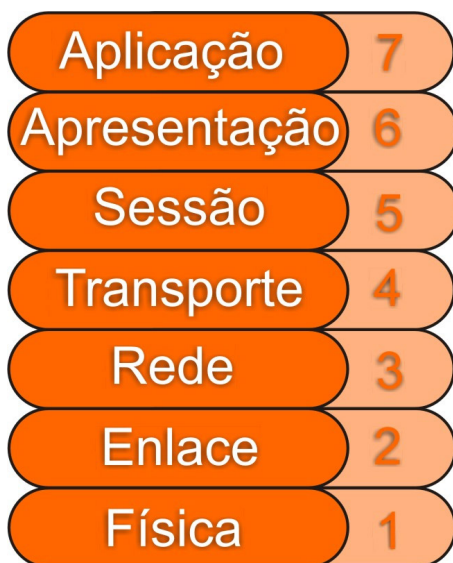 Aplicação 7
Apresentação 6
Sessão 5
Transporte 4
Rede 3
Enlace 2
Física 1